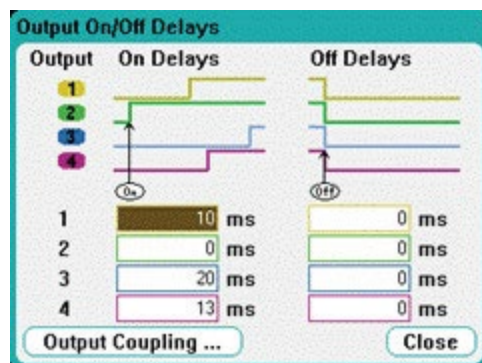 Output On/Off Delays
Output On Delays Off Delays
1
2
3
4
On Off
1 10 ms 0 ms
2 0 ms 0 ms
3 20 ms 0 ms
4 13 ms 0 ms
Output Coupling ... Close